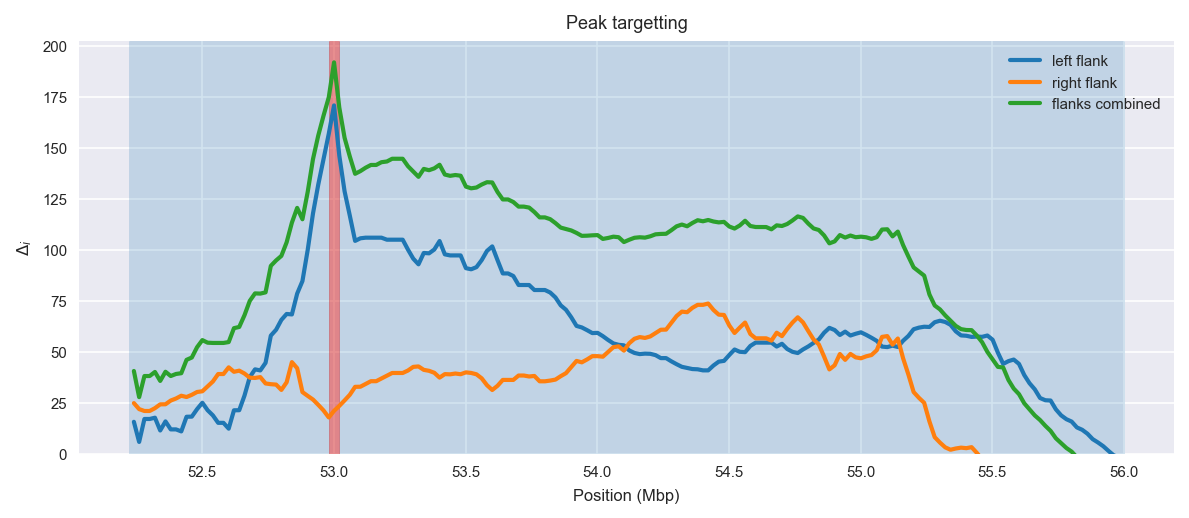 Peak targetting
200
175
150
125
100
75
50
25
0
Δi
left flank
right flank
flanks combined
52.5 53.0 53.5 54.0 54.5 55.0 55.5 56.0
Position (Mbp)